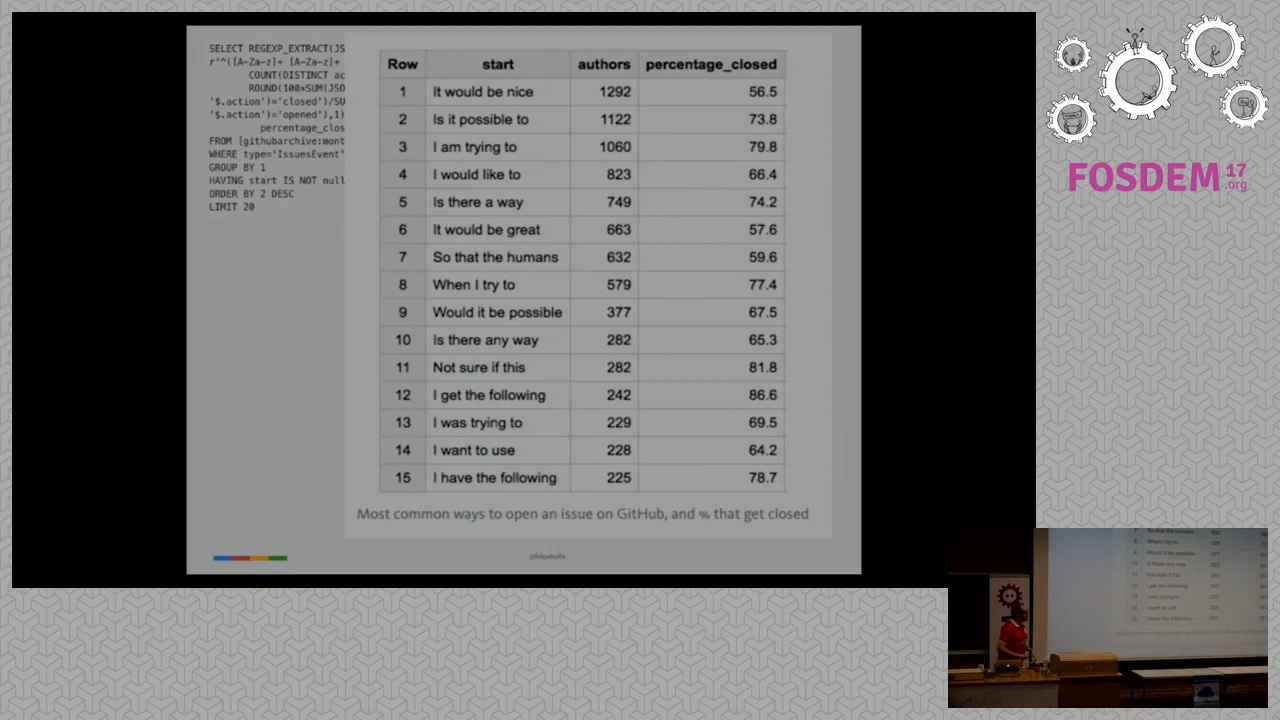 SELECT REGEXP_EXTRACT(JS
r'^([A-Za-z]+ [A-Za-z]+
COUNT(DISTINCT ac
ROUND(100*SUM(JSO
'$.action')='closed')/SU
'$.action')='opened'),1)
percentage_clos
FROM [githubarchive:mont
WHERE type='IssuesEvent'
GROUP BY 1
HAVING start IS NOT null
ORDER BY 2 DESC
LIMIT 20
Row start authors percentage_closed
1 It would be nice 1292 56.5
2 Is it possible to 1122 73.8
3 I am trying to 1060 79.8
4 I would like to 823 66.4
5 Is there a way 749 74.2
6 It would be great 663 57.6
7 So that the humans 632 59.6
8 When I try to 579 77.4
9 Would it be possible 377 67.5
10 Is there any way 282 65.3
11 Not sure if this 282 81.8
12 I get the following 242 86.6
13 I was trying to 229 69.5
14 I want to use 228 64.2
15 I have the following 225 78.7
Most common ways to open an issue on GitHub, and % that get closed
@felipehoffa
FOSDEM 17
.org